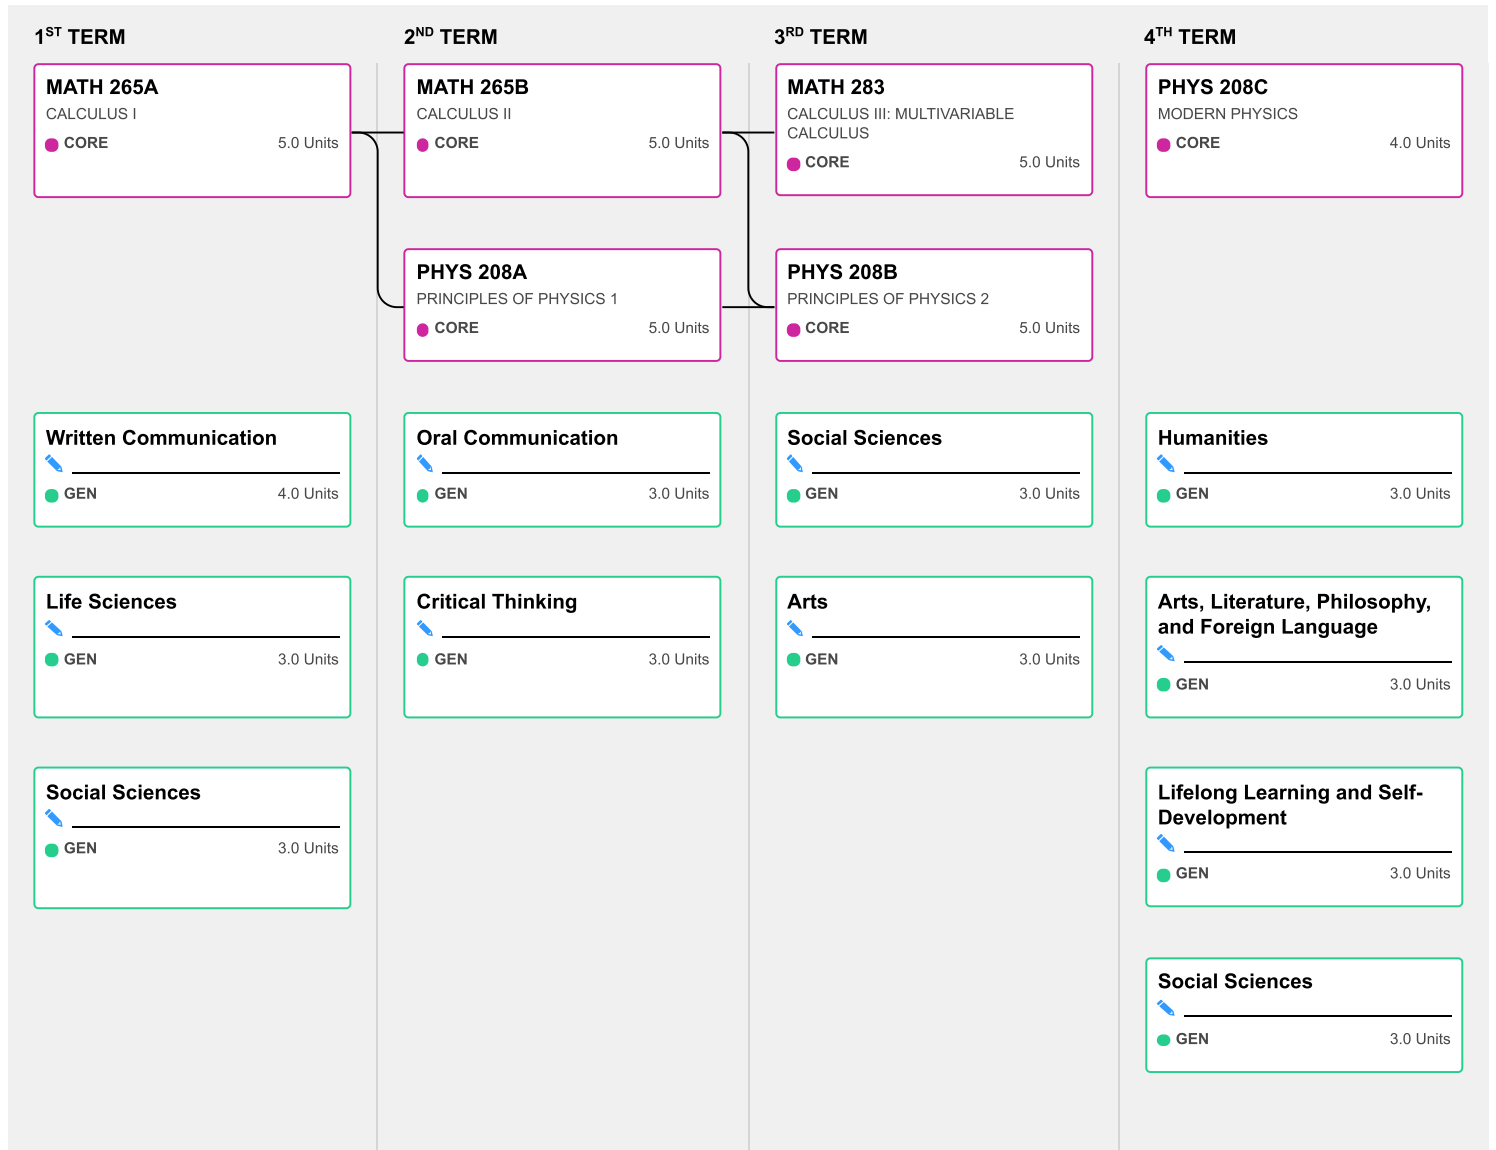 1ST TERM
MATH 265A
CALCULUS I
CORE 5.0 Units
Written Communication
GEN 4.0 Units
Life Sciences
GEN 3.0 Units
Social Sciences
GEN 3.0 Units
2ND TERM
MATH 265B
CALCULUS II
CORE 5.0 Units
PHYS 208A
PRINCIPLES OF PHYSICS 1
CORE 5.0 Units
Oral Communication
GEN 3.0 Units
Critical Thinking
GEN 3.0 Units
3RD TERM
MATH 283
CALCULUS III: MULTIVARIABLE
CALCULUS
CORE 5.0 Units
PHYS 208B
PRINCIPLES OF PHYSICS 2
CORE 5.0 Units
Social Sciences
GEN 3.0 Units
Arts
GEN 3.0 Units
4TH TERM
PHYS 208C
MODERN PHYSICS
CORE 4.0 Units
Humanities
GEN 3.0 Units
Arts, Literature, Philosophy,
and Foreign Language
GEN 3.0 Units
Lifelong Learning and Self-
Development
GEN 3.0 Units
Social Sciences
GEN 3.0 Units